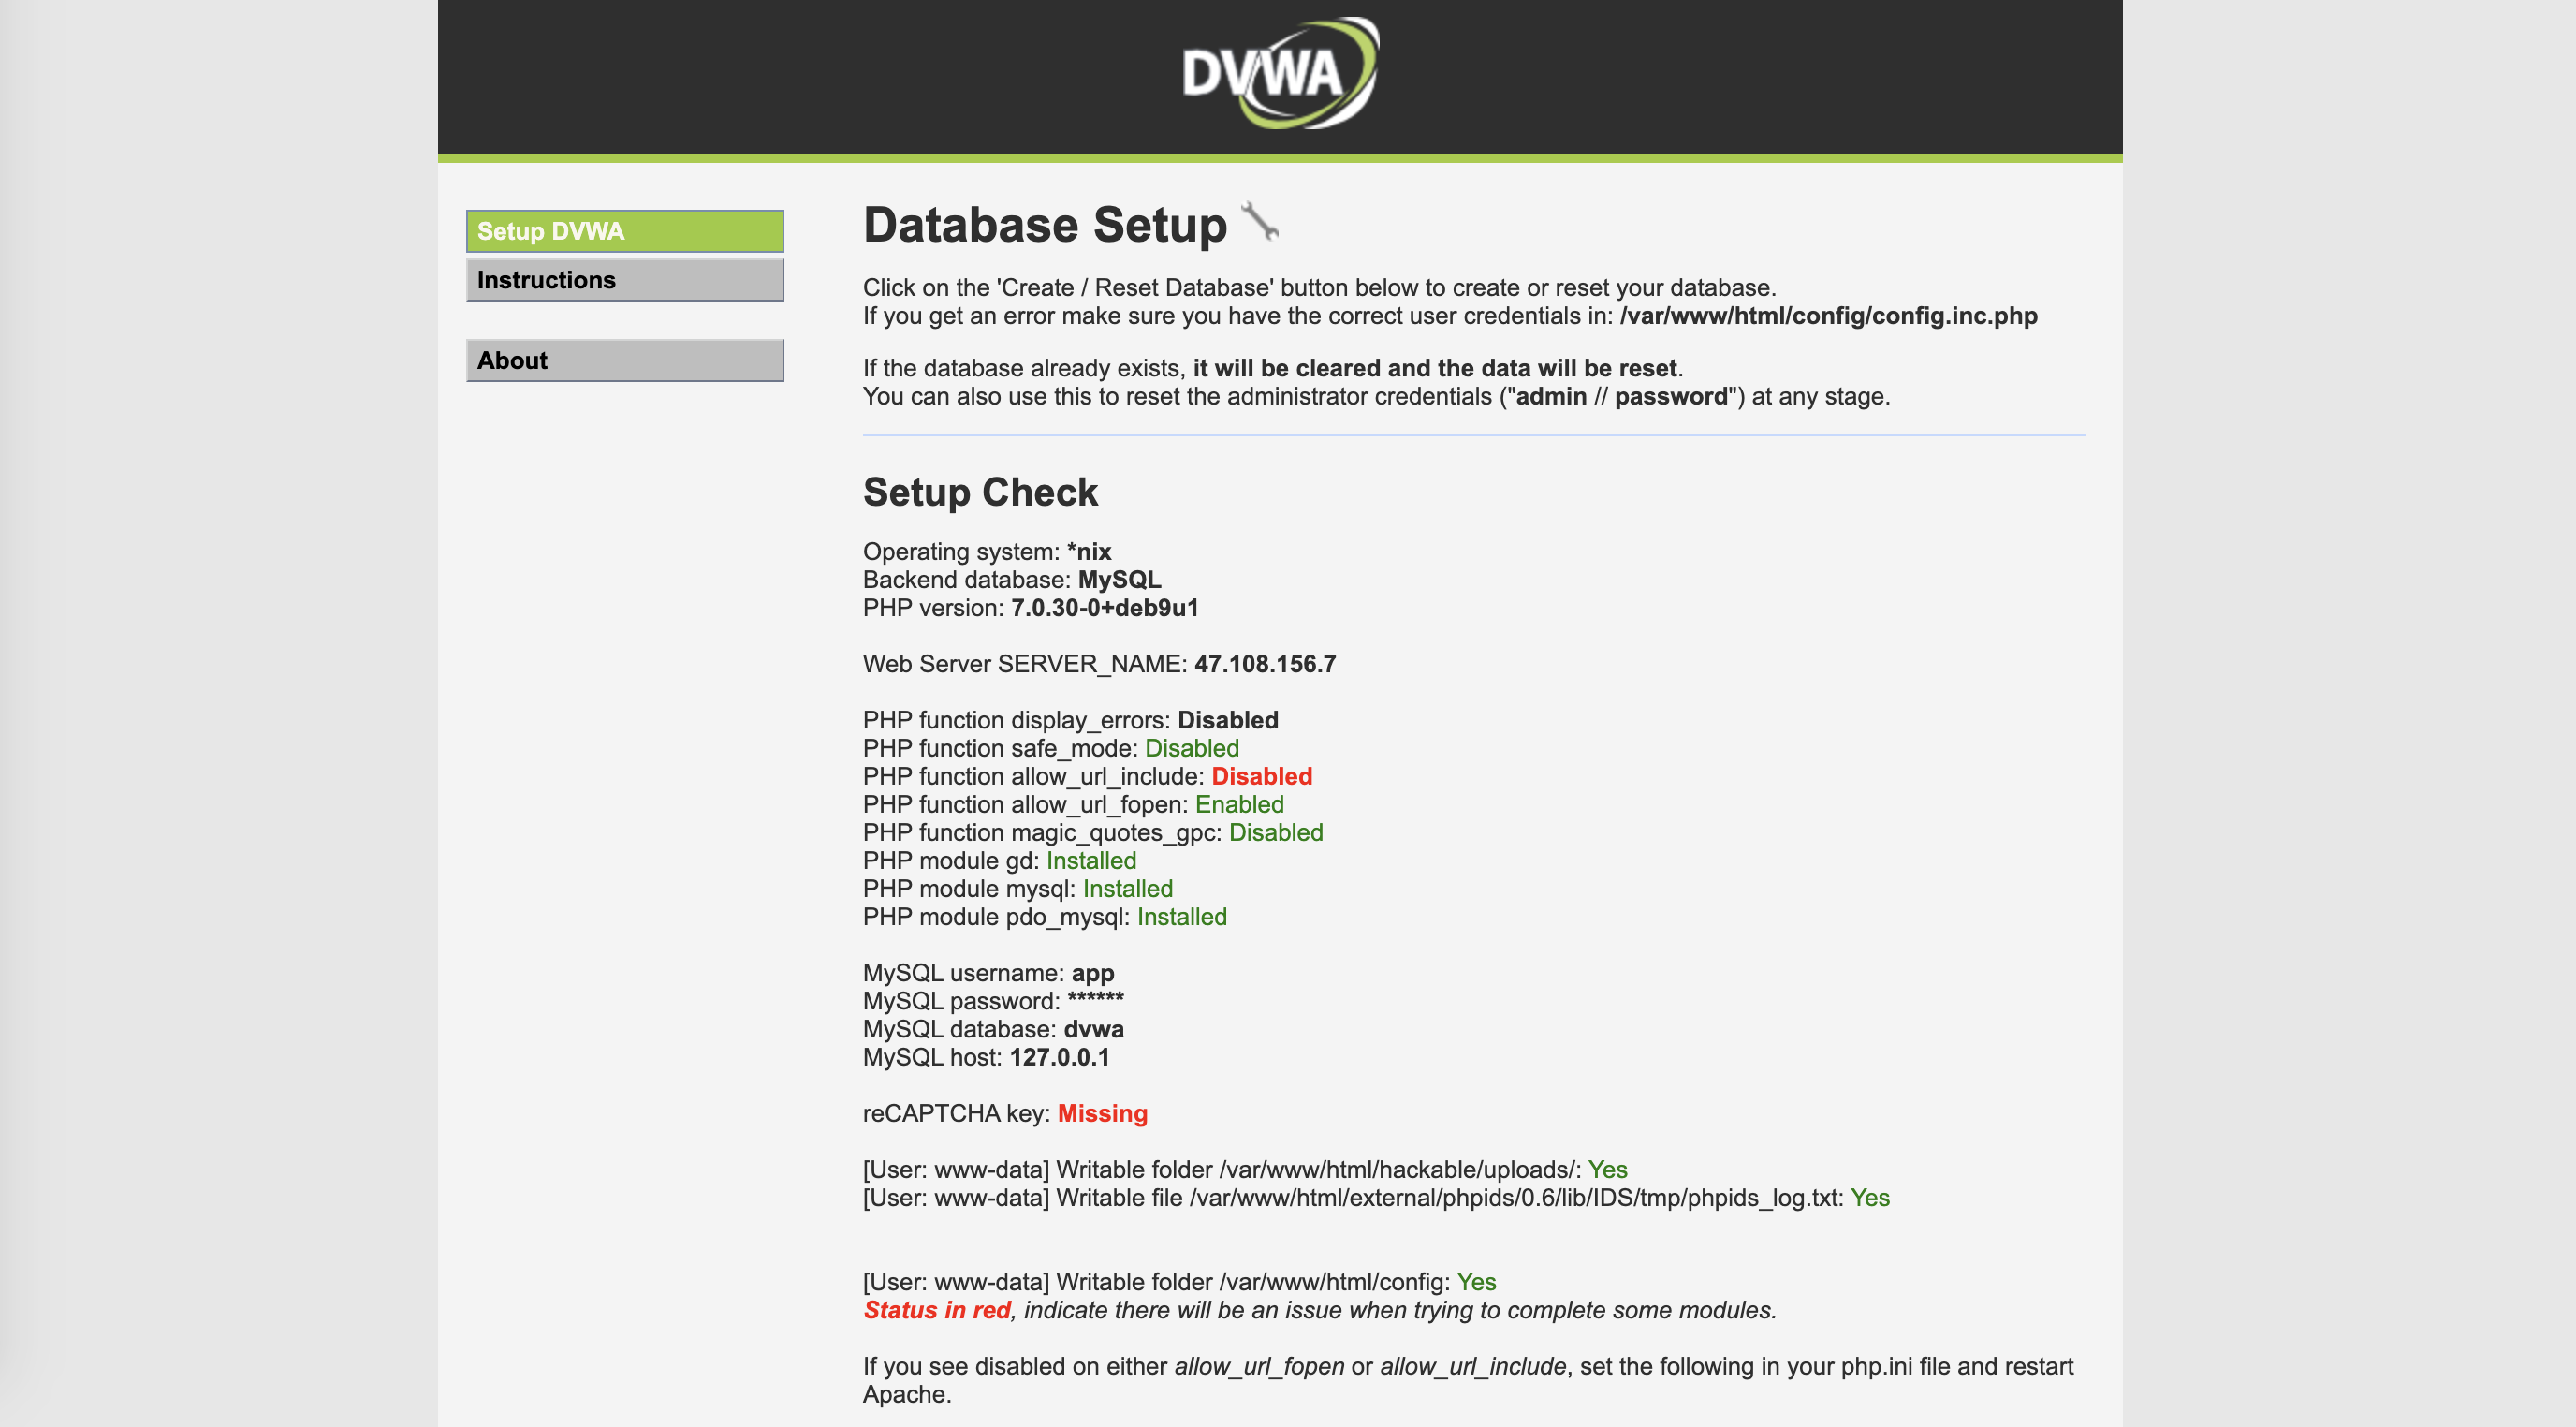 DVWA
Setup DVWA
Instructions
About
Database Setup
Click on the 'Create / Reset Database' button below to create or reset your database.
If you get an error make sure you have the correct user credentials in: /var/www/html/config/config.inc.php
If the database already exists, it will be cleared and the data will be reset.
You can also use this to reset the administrator credentials ("admin // password") at any stage.
Setup Check
Operating system: *nix
Backend database: MySQL
PHP version: 7.0.30-0+deb9u1
Web Server SERVER_NAME: 47.108.156.7
PHP function display_errors: Disabled
PHP function safe_mode: Disabled
PHP function allow_url_include: Disabled
PHP function allow_url_fopen: Enabled
PHP function magic_quotes_gpc: Disabled
PHP module gd: Installed
PHP module mysql: Installed
PHP module pdo_mysql: Installed
MySQL username: app
MySQL password: ******
MySQL database: dvwa
MySQL host: 127.0.0.1
reCAPTCHA key: Missing
[User: www-data] Writable folder /var/www/html/hackable/uploads/: Yes
[User: www-data] Writable file /var/www/html/external/phpids/0.6/lib/IDS/tmp/phpids_log.txt: Yes
[User: www-data] Writable folder /var/www/html/config: Yes
Status in red, indicate there will be an issue when trying to complete some modules.
If you see disabled on either allow_url_fopen or allow_url_include, set the following in your php.ini file and restart
Apache.